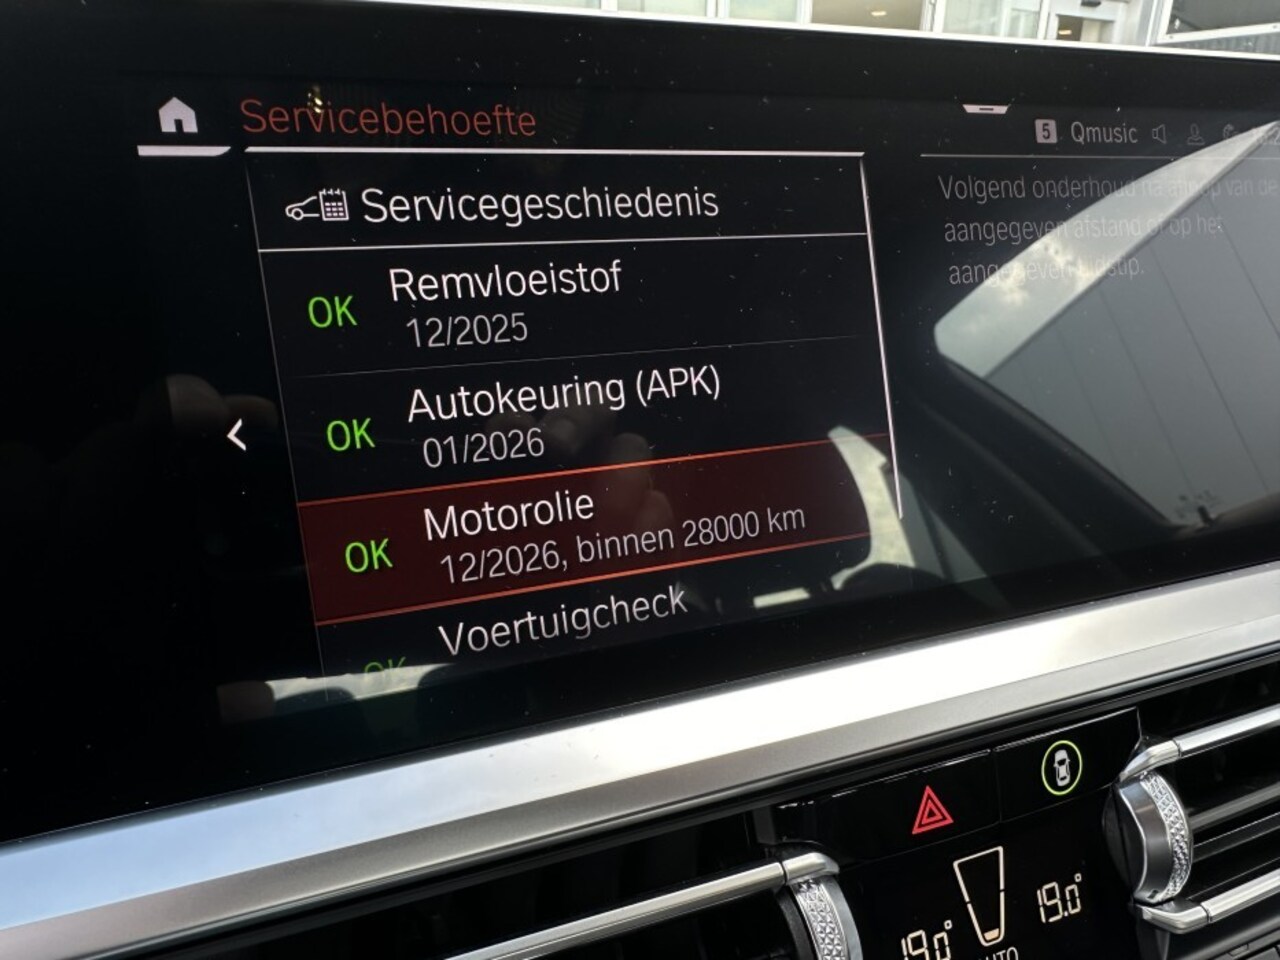 Servicebehoefte
5 Qmusic
Servicegeschiedenis
Remvloeistof
OK
12/2025
Autokeuring (APK)
OK
01/2026
Motorolie
OK
12/2026, binnen 28000 km
Voertuigcheck
OK
Volgend onderhoud na afloop van de
aangegeven afstand of op het
aangegeven tijdstip.
19.0°
19.0°
AUTO